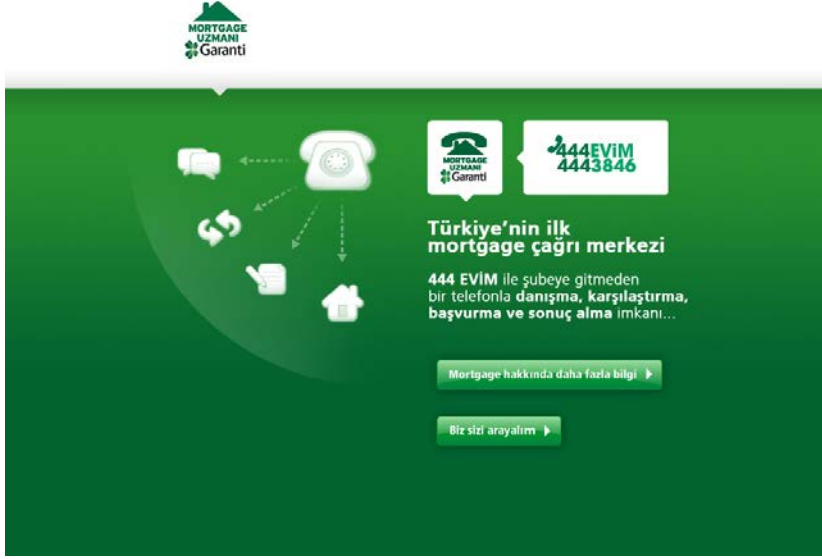 MORTGAGE
UZMANI
Garanti
MORTGAGE
UZMANI
Garanti
444EVİM
4443846
Türkiye'nin ilk
mortgage çağrı merkezi
444 EVİM ile şubeye gitmeden
bir telefonla danışma, karşılaştırma,
başvurma ve sonuç alma imkanı...
Mortgage hakkında daha fazla bilgi
Biz sizi arayalım